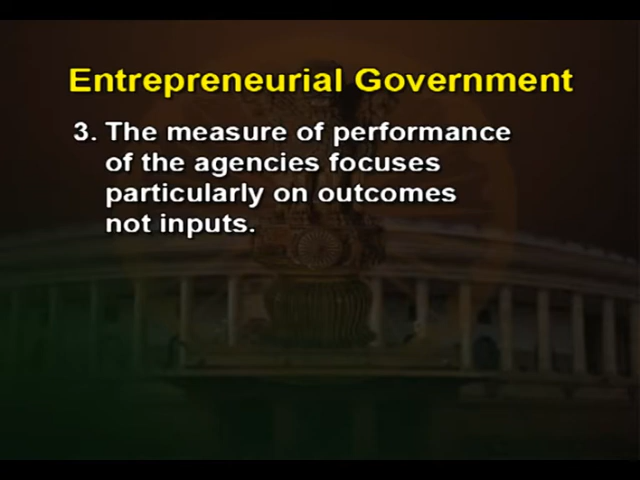 Entrepreneurial Government
3. The measure of performance
of the agencies focuses
particularly on outcomes
not inputs.